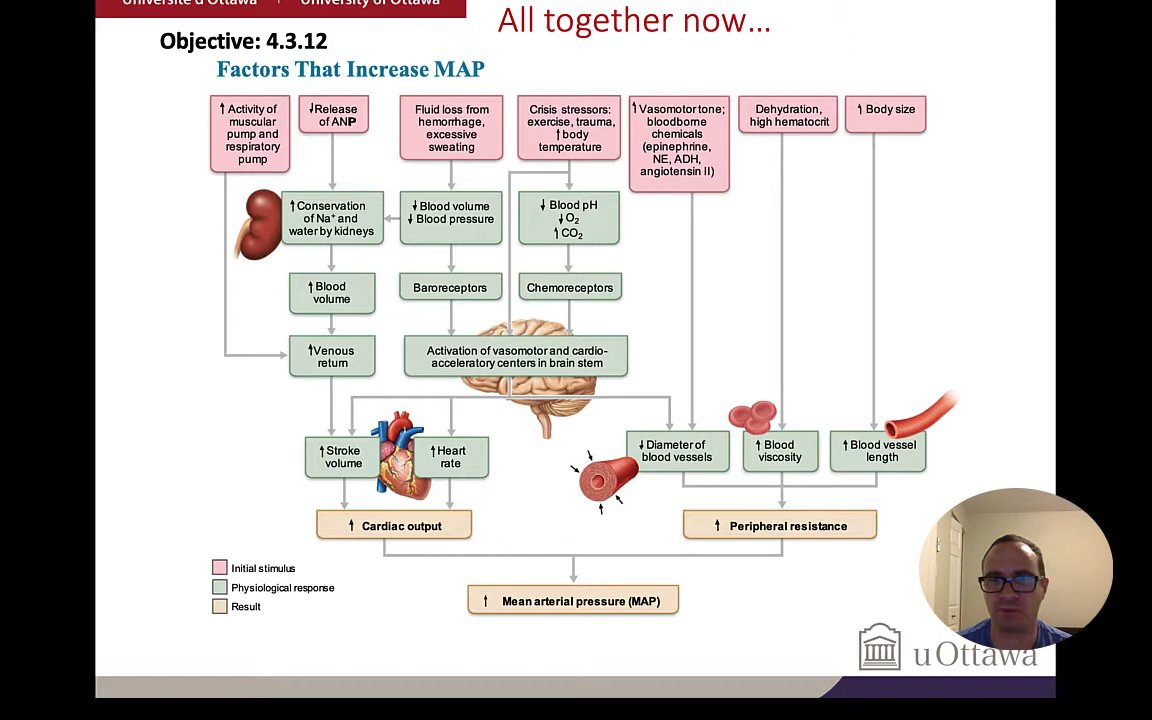 Université d'Ottawa | University of Ottawa
All together now...
Objective: 4.3.12
Factors That Increase MAP
↑ Activity of
muscular
pump and
respiratory
pump
↓Release
of ANP
Fluid loss from
hemorrhage,
excessive
sweating
Crisis stressors:
exercise, trauma,
↑ body
temperature
↑ Vasomotor tone;
bloodborne
chemicals
(epinephrine,
NE, ADH,
angiotensin II)
Dehydration,
high hematocrit
↑ Body size
↑ Conservation
of Na⁺ and
water by kidneys
↓ Blood volume
↓ Blood pressure
↓ Blood pH
↓ O₂
↑ CO₂
↑ Blood
volume
Baroreceptors
Chemoreceptors
↑Venous
return
Activation of vasomotor and cardio-
acceleratory centers in brain stem
↑ Stroke
volume
↑ Heart
rate
↓ Diameter of
blood vessels
↑ Blood
viscosity
↑ Blood vessel
length
↑ Cardiac output
↑ Peripheral resistance
Initial stimulus
Physiological response
Result
↑ Mean arterial pressure (MAP)
uOttawa